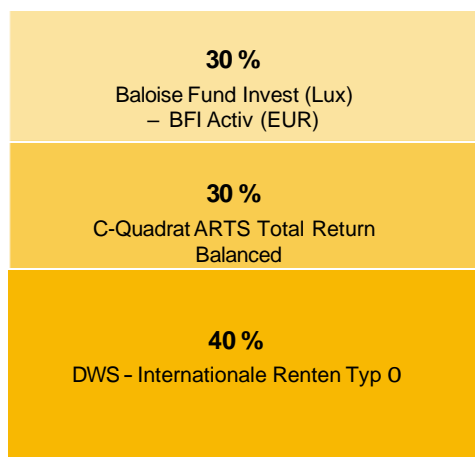 30 %
Baloise Fund Invest (Lux)
– BFI Activ (EUR)
30 %
C-Quadrat ARTS Total Return
Balanced
40 %
DWS – Internationale Renten Typ O